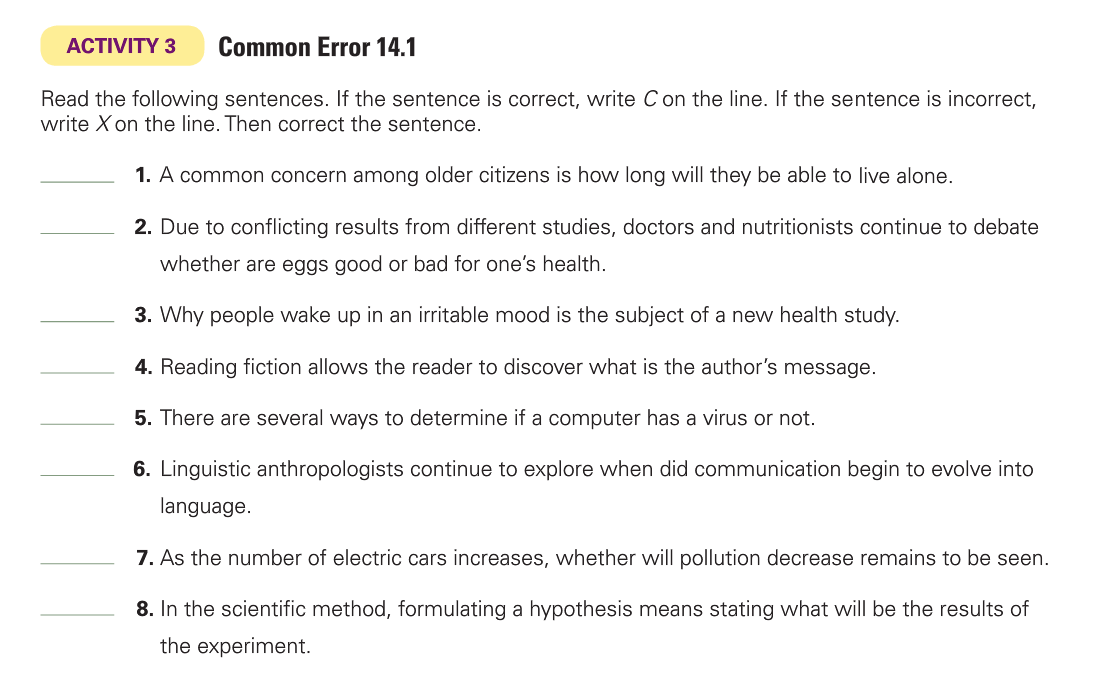 ACTIVITY 3 Common Error 14.1
Read the following sentences. If the sentence is correct, write C on the line. If the sentence is incorrect,
write X on the line. Then correct the sentence.
1. A common concern among older citizens is how long will they be able to live alone.
2. Due to conflicting results from different studies, doctors and nutritionists continue to debate
whether are eggs good or bad for one’s health.
3. Why people wake up in an irritable mood is the subject of a new health study.
4. Reading fiction allows the reader to discover what is the author’s message.
5. There are several ways to determine if a computer has a virus or not.
6. Linguistic anthropologists continue to explore when did communication begin to evolve into
language.
7. As the number of electric cars increases, whether will pollution decrease remains to be seen.
8. In the scientific method, formulating a hypothesis means stating what will be the results of
the experiment.